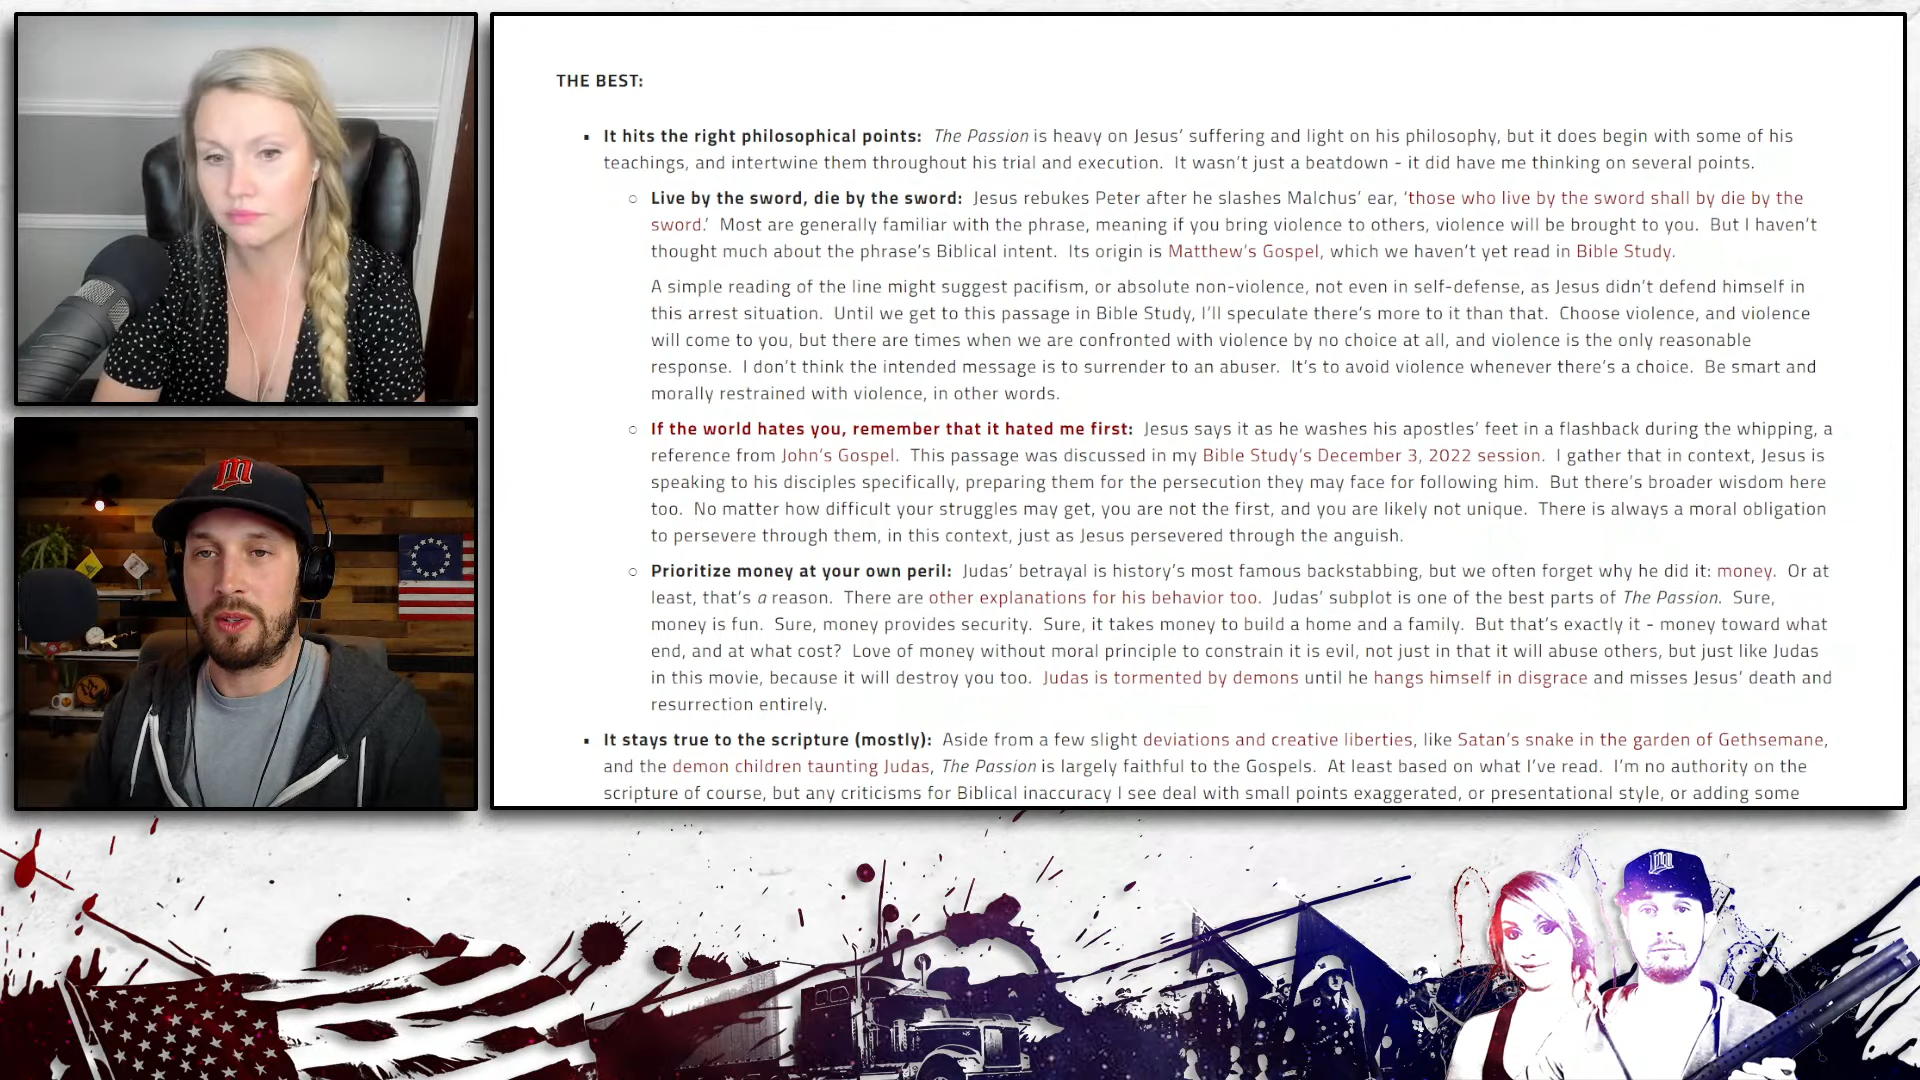 THE BEST:
▪ It hits the right philosophical points: The Passion is heavy on Jesus' suffering and light on his philosophy, but it does begin with some of his
teachings, and intertwine them throughout his trial and execution. It wasn't just a beatdown - it did have me thinking on several points.
○ Live by the sword, die by the sword: Jesus rebukes Peter after he slashes Malchus' ear, 'those who live by the sword shall by die by the
sword.' Most are generally familiar with the phrase, meaning if you bring violence to others, violence will be brought to you. But I haven't
thought much about the phrase's Biblical intent. Its origin is Matthew's Gospel, which we haven't yet read in Bible Study.
A simple reading of the line might suggest pacifism, or absolute non-violence, not even in self-defense, as Jesus didn't defend himself in
this arrest situation. Until we get to this passage in Bible Study, I'll speculate there's more to it than that. Choose violence, and violence
will come to you, but there are times when we are confronted with violence by no choice at all, and violence is the only reasonable
response. I don't think the intended message is to surrender to an abuser. It's to avoid violence whenever there's a choice. Be smart and
morally restrained with violence, in other words.
○ If the world hates you, remember that it hated me first: Jesus says it as he washes his apostles' feet in a flashback during the whipping, a
reference from John's Gospel. This passage was discussed in my Bible Study's December 3, 2022 session. I gather that in context, Jesus is
speaking to his disciples specifically, preparing them for the persecution they may face for following him. But there's broader wisdom here
too. No matter how difficult your struggles may get, you are not the first, and you are likely not unique. There is always a moral obligation
to persevere through them, in this context, just as Jesus persevered through the anguish.
○ Prioritize money at your own peril: Judas' betrayal is history's most famous backstabbing, but we often forget why he did it: money. Or at
least, that's a reason. There are other explanations for his behavior too. Judas' subplot is one of the best parts of The Passion. Sure,
money is fun. Sure, money provides security. Sure, it takes money to build a home and a family. But that's exactly it - money toward what
end, and at what cost? Love of money without moral principle to constrain it is evil, not just in that it will abuse others, but just like Judas
in this movie, because it will destroy you too. Judas is tormented by demons until he hangs himself in disgrace and misses Jesus' death and
resurrection entirely.
▪ It stays true to the scripture (mostly): Aside from a few slight deviations and creative liberties, like Satan's snake in the garden of Gethsemane,
and the demon children taunting Judas, The Passion is largely faithful to the Gospels. At least based on what I've read. I'm no authority on the
scripture of course, but any criticisms for Biblical inaccuracy I see deal with small points exaggerated, or presentational style, or adding some